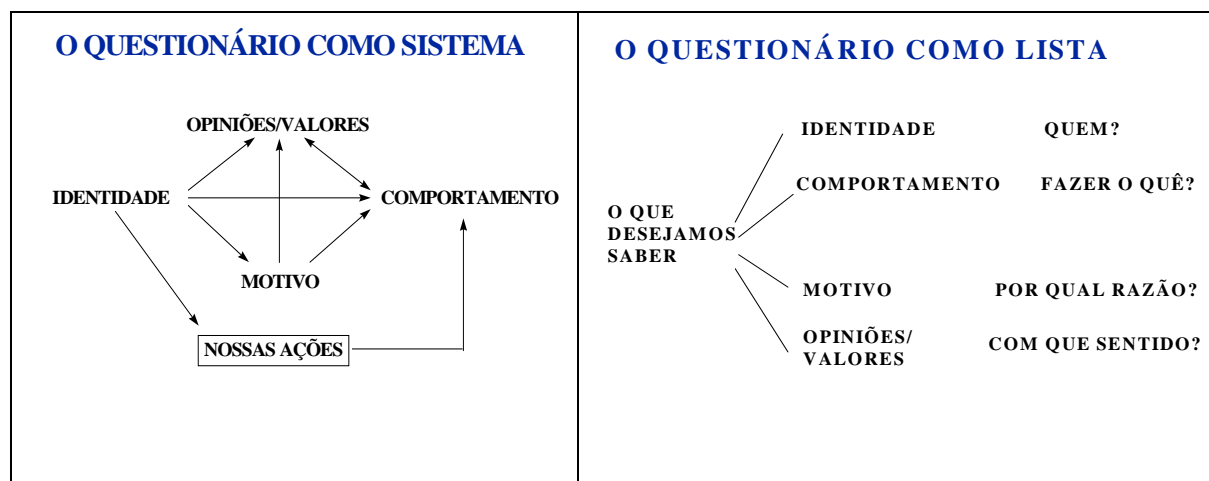 O QUESTIONÁRIO COMO SISTEMA
OPINIÕES/VALORES
IDENTIDADE
COMPORTAMENTO
MOTIVO
NOSSAS AÇÕES
O QUESTIONÁRIO COMO LISTA
IDENTIDADE QUEM?
COMPORTAMENTO FAZER O QUÊ?
O QUE
DESEJAMOS
SABER
MOTIVO POR QUAL RAZÃO?
OPINIÕES/
VALORES
COM QUE SENTIDO?